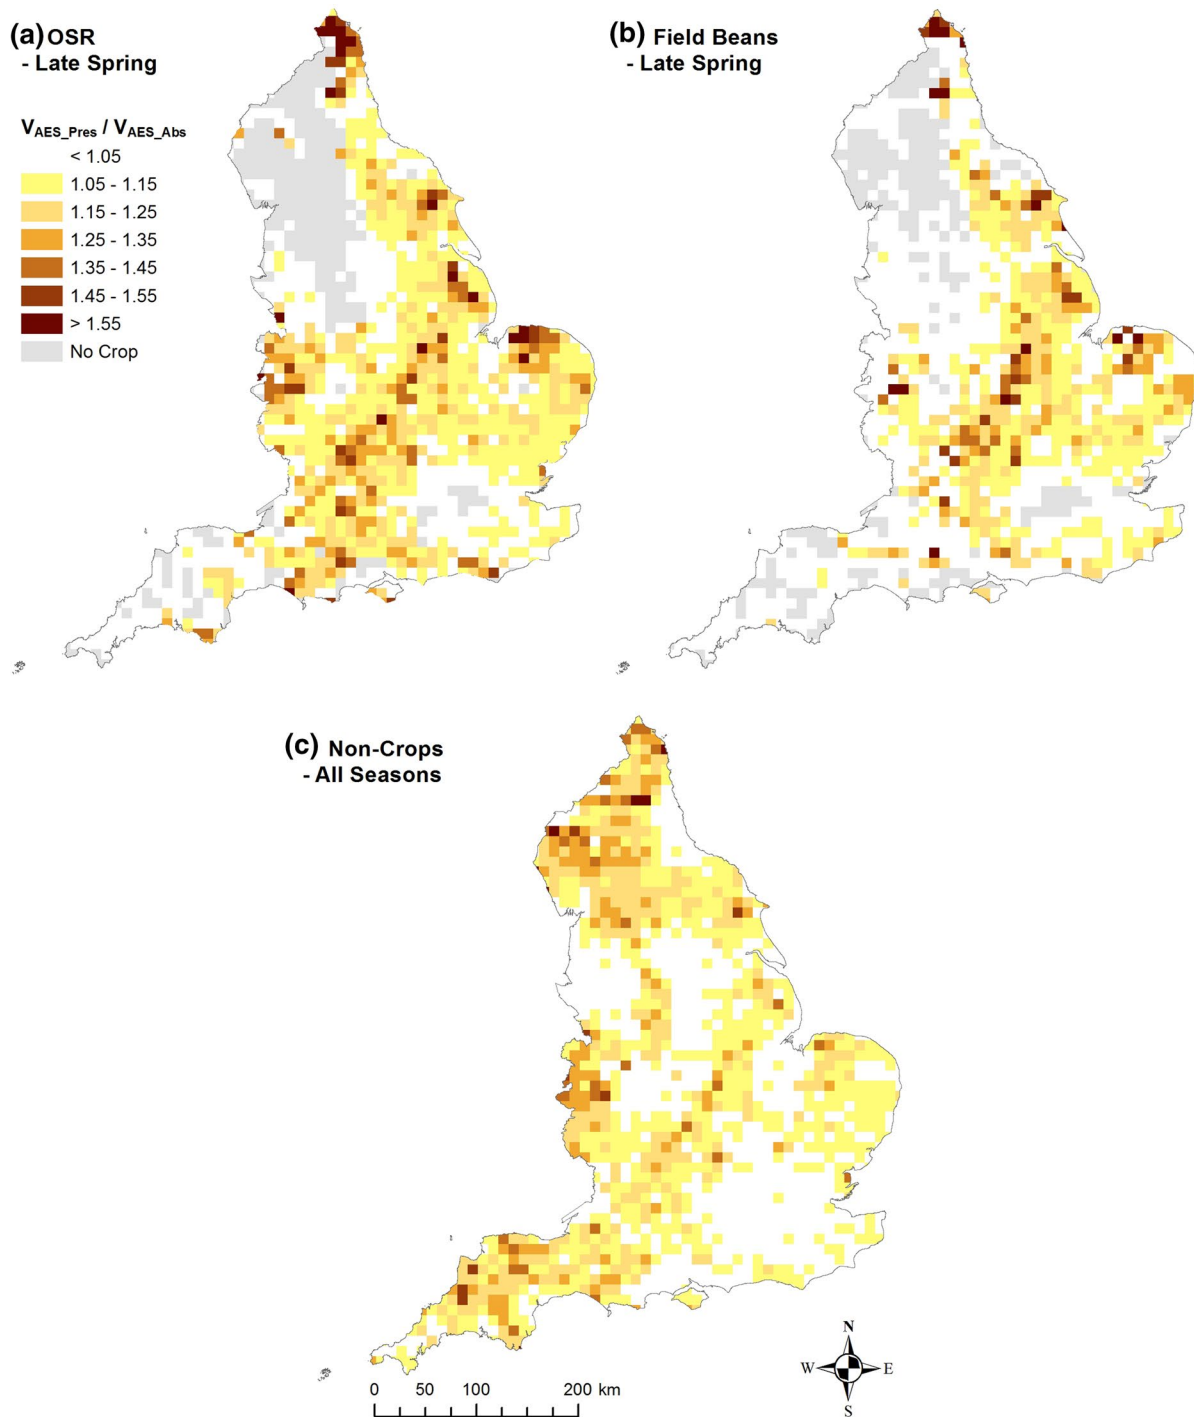 (a) OSR
- Late Spring
V_AES_Pres / V_AES_Abs
< 1.05
1.05 - 1.15
1.15 - 1.25
1.25 - 1.35
1.35 - 1.45
1.45 - 1.55
> 1.55
No Crop
(b) Field Beans
- Late Spring
(c) Non-Crops
- All Seasons
N
W E
S
0 50 100 200 km